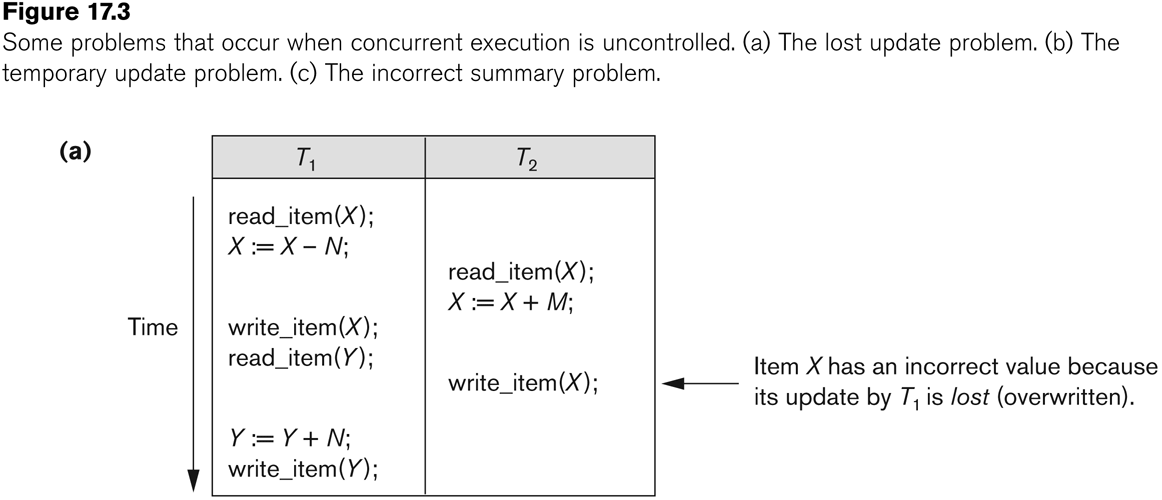 Figure 17.3
Some problems that occur when concurrent execution is uncontrolled. (a) The lost update problem. (b) The
temporary update problem. (c) The incorrect summary problem.
(a)
T1
T2
read_item(X);
X := X – N;
read_item(X);
X := X + M;
Time
write_item(X);
read_item(Y);
write_item(X);
Item X has an incorrect value because
its update by T1 is lost (overwritten).
Y := Y + N;
write_item(Y);